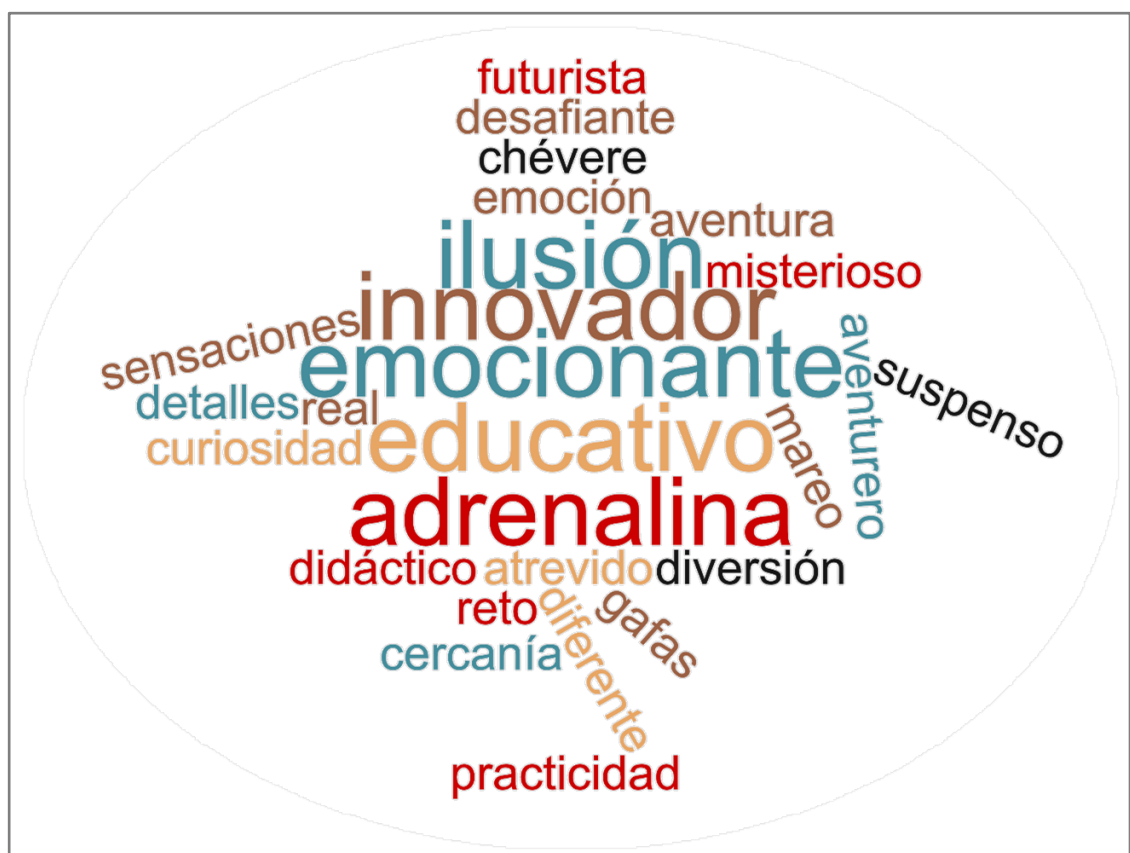 futurista
desafiante
chévere
emoción
aventura
ilusión
misterioso
innovador
sensaciones
emocionante
aventurero
suspenso
detalles
real
curiosidad
educativo
mareo
adrenalina
didáctico
atrevido
diversión
reto
diferente
gafas
cercanía
practicidad